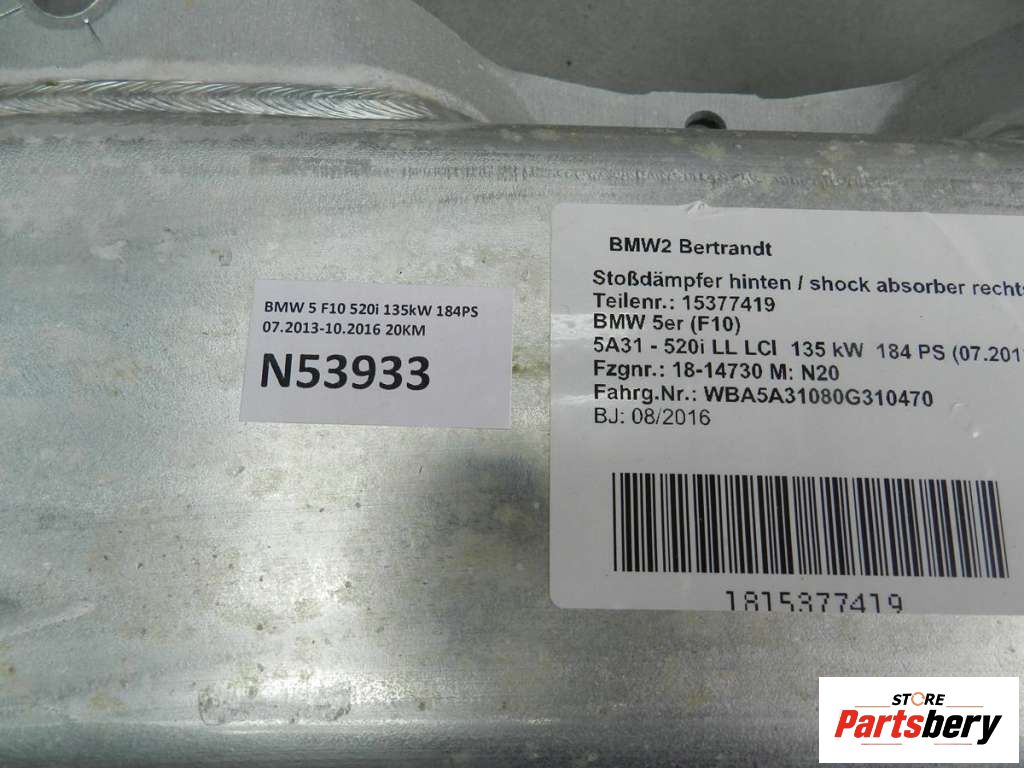 BMW 5 F10 520i 135kW 184PS
07.2013-10.2016 20KM
N53933
BMW2 Bertrandt
Stoßdämpfer hinten / shock absorber rechts
Teilenr.: 15377419
BMW 5er (F10)
5A31 - 520i LL LCI 135 kW 184 PS (07.201
Fzgnr.: 18-14730 M: N20
Fahrg.Nr.: WBA5A31080G310470
BJ: 08/2016
1815377419
STORE
Partsbery